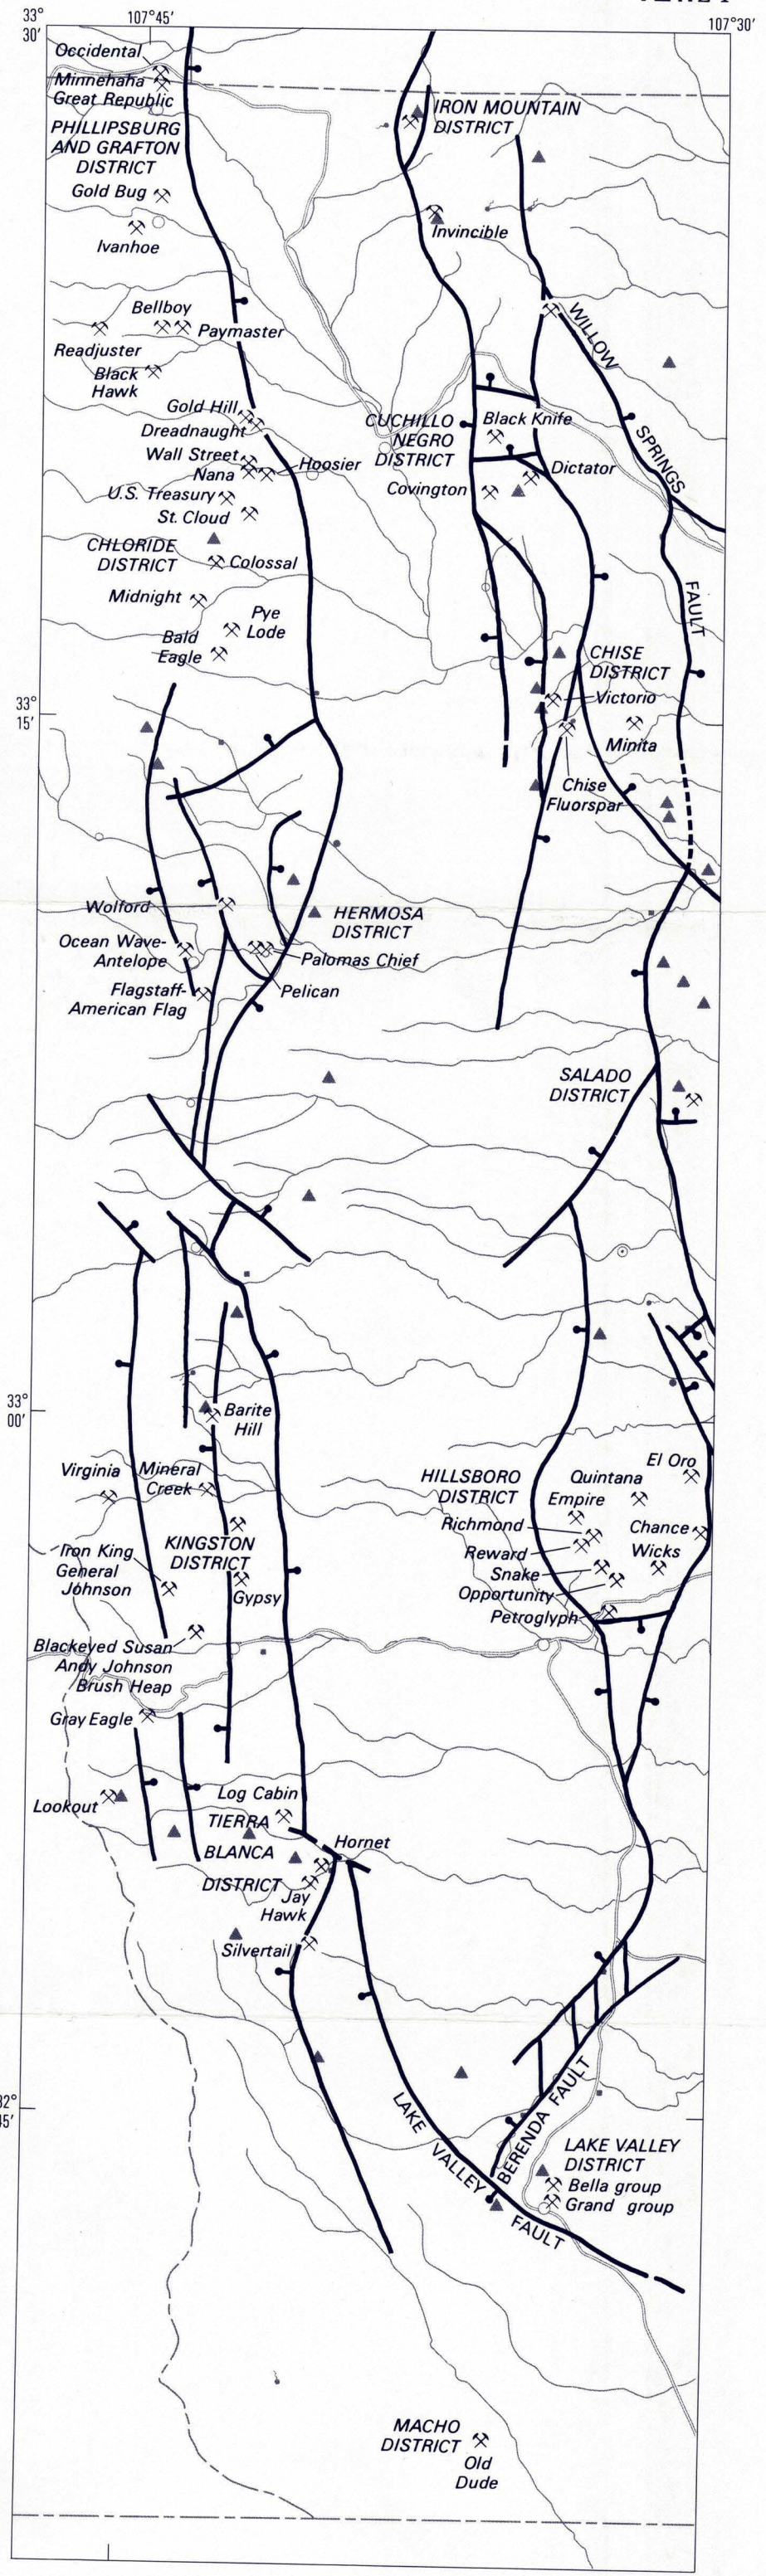 33°
30'
107°45'
107°30'
Occidental
Minnehaha
Great Republic
PHILLIPSBURG
AND GRAFTON
DISTRICT
Gold Bug
Ivanhoe
IRON MOUNTAIN
DISTRICT
Invincible
Bellboy
Paymaster
Readjuster
Black
Hawk
WILLOW
SPRINGS
FAULT
Gold Hill
Dreadnaught
Wall Street
Nana
Hoosier
U.S. Treasury
St. Cloud
CUCHILLO
NEGRO
DISTRICT
Black Knife
Dictator
Covington
CHLORIDE
DISTRICT
Colossal
Midnight
Pye
Lode
Bald
Eagle
CHISE
DISTRICT
Victorio
Minita
Chise
Fluorspar
33°
15'
Wolford
HERMOSA
DISTRICT
Ocean Wave-
Antelope
Palomas Chief
Flagstaff-
American Flag
Pelican
SALADO
DISTRICT
33°
00'
Barite
Hill
Virginia
Mineral
Creek
HILLSBORO
DISTRICT
El Oro
Quintana
Empire
Richmond
Chance
Reward
Wicks
Snake
Opportunity
Petroglyph
KINGSTON
DISTRICT
Iron King
General
Johnson
Gypsy
Blackeyed Susan
Andy Johnson
Brush Heap
Gray Eagle
Lookout
Log Cabin
TIERRA
BLANCA
DISTRICT
Hornet
Jay
Hawk
Silvertail
LAKE VALLEY FAULT
BERENDA FAULT
LAKE VALLEY
DISTRICT
Bella group
Grand group
MACHO
DISTRICT
Old
Dude